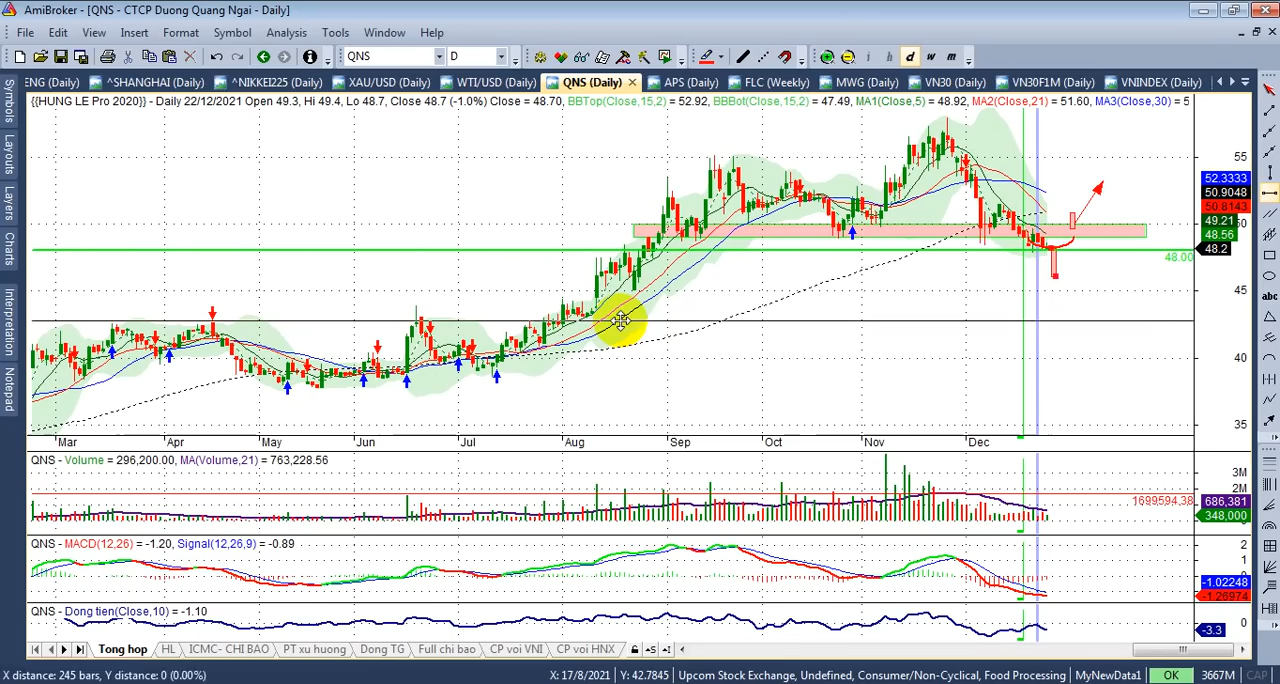 AmiBroker - [QNS - CTCP Duong Quang Ngai - Daily]
File Edit View Insert Format Symbol Analysis Tools Window Help
QNS D i h d w m
ENG (Daily) ^SHANGHAI (Daily) ^NIKKEI225 (Daily) XAU/USD (Daily) WTI/USD (Daily) QNS (Daily) APS (Daily) FLC (Weekly) MWG (Daily) VN30 (Daily) VN30F1M (Daily) VNINDEX (Daily)
{{HUNG LE Pro 2020}} - Daily 22/12/2021 Open 49.3, Hi 49.4, Lo 48.7, Close 48.7 (-1.0%) Close = 48.70, BBTop(Close,15,2) = 52.92, BBBot(Close,15,2) = 47.49, MA1(Close,5) = 48.92, MA2(Close,21) = 51.60, MA3(Close,30) = 5
Symbols
Layouts
Layers
Charts
Interpretation
Notepad
55
52.3333
50.9048
50.8143
49.21
50
48.56
48.2
48.00
45
40
35
abc
Mar Apr May Jun Jul Aug Sep Oct Nov Dec
QNS - Volume = 296,200.00, MA(Volume,21) = 763,228.56
3M
2M
1699594.38
686,381
348,000
QNS - MACD(12,26) = -1.20, Signal(12,26,9) = -0.89
2
1
-1.02248
-1.26974
QNS - Dong tien(Close,10) = -1.10
0
-3.3
Tong hop HL ICMC- CHI BAO PT xu huong Dong TG Full chi bao CP voi VNI CP voi HNX
X distance: 245 bars, Y distance: 0 (0.00%) X: 17/8/2021 Y: 42.7845 Upcom Stock Exchange, Undefined, Consumer/Non-Cyclical, Food Processing MyNewData1 OK 3667M CAP